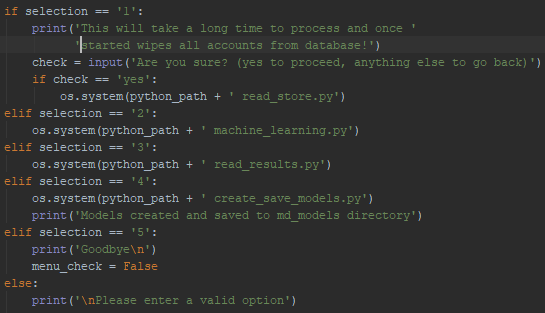 if selection == '1':
    print('This will take a long time to process and once '
          'started wipes all accounts from database!')
    check = input('Are you sure? (yes to proceed, anything else to go back)')
    if check == 'yes':
        os.system(python_path + ' read_store.py')
elif selection == '2':
    os.system(python_path + ' machine_learning.py')
elif selection == '3':
    os.system(python_path + ' read_results.py')
elif selection == '4':
    os.system(python_path + ' create_save_models.py')
    print('Models created and saved to md_models directory')
elif selection == '5':
    print('Goodbye\n')
    menu_check = False
else:
    print('\nPlease enter a valid option')